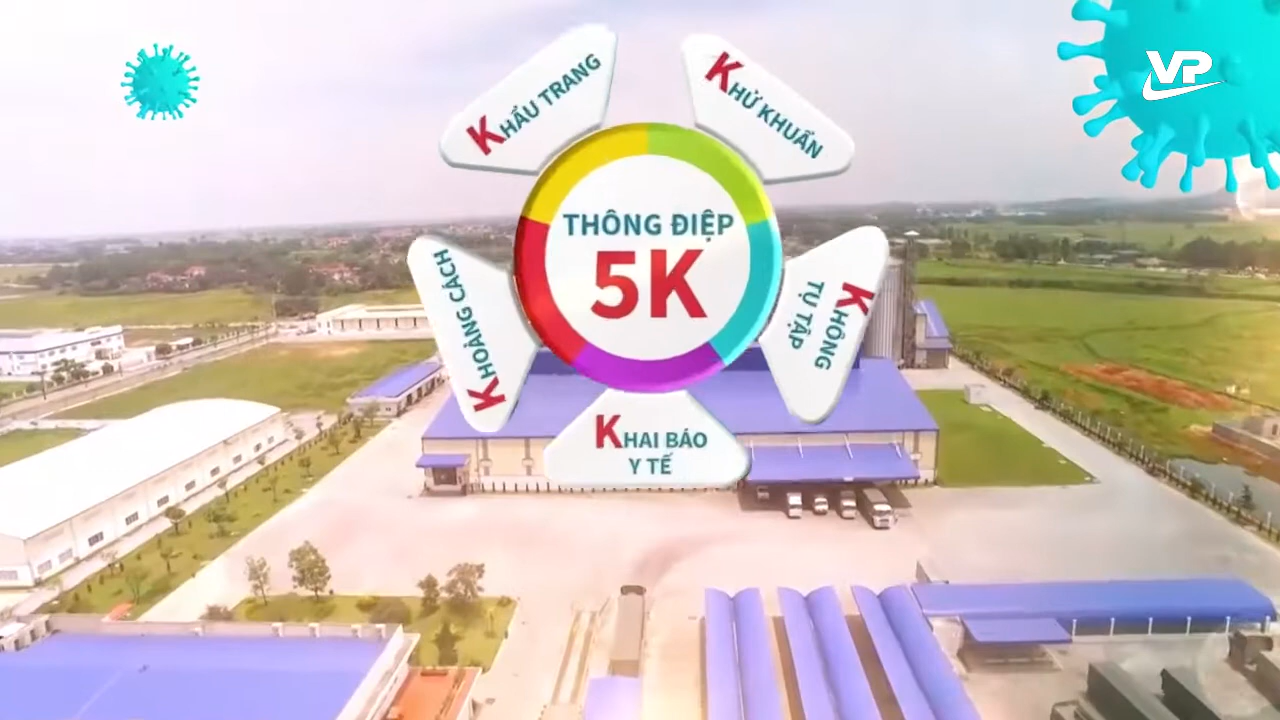 VP
KHẨU TRANG
KHỬ KHUẨN
THÔNG ĐIỆP
5K
KHOẢNG CÁCH
KHÔNG
TỤ TẬP
KHAI BÁO
Y TẾ